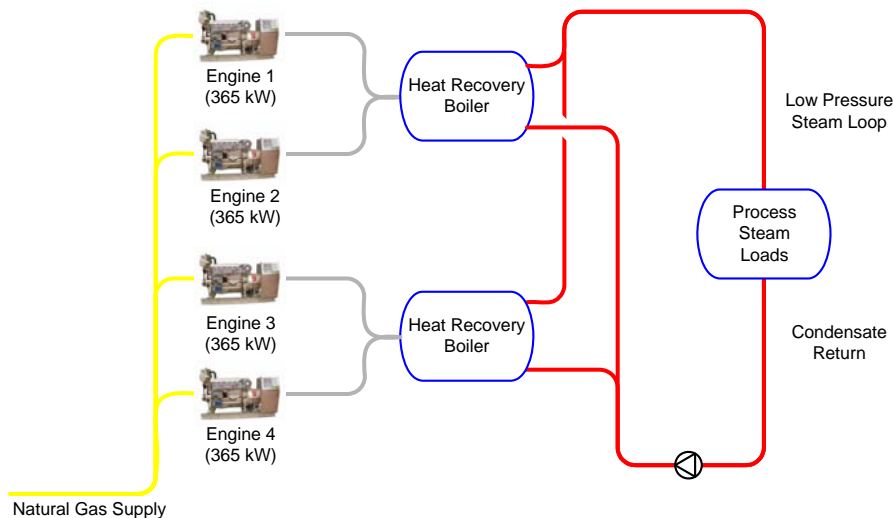 Engine 1
(365 kW)
Engine 2
(365 kW)
Engine 3
(365 kW)
Engine 4
(365 kW)
Natural Gas Supply
Heat Recovery
Boiler
Heat Recovery
Boiler
Low Pressure
Steam Loop
Process
Steam
Loads
Condensate
Return